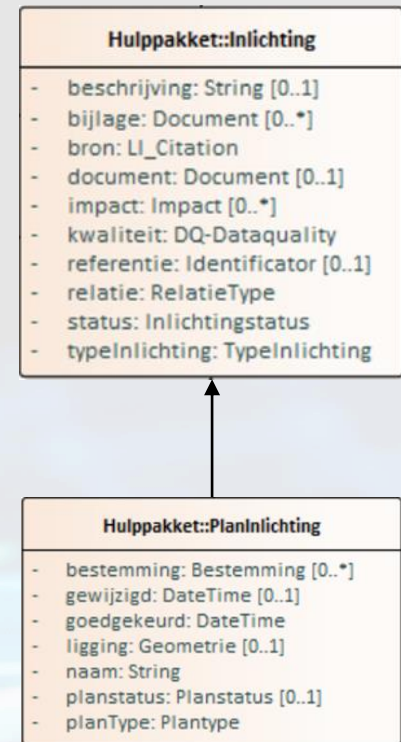 Hulppakket::Inlichting
- beschrijving: String [0..1]
- bijlage: Document [0..*]
- bron: LI_Citation
- document: Document [0..1]
- impact: Impact [0..*]
- kwaliteit: DQ-Dataquality
- referentie: Identificator [0..1]
- relatie: RelatieType
- status: Inlichtingstatus
- typeInlichting: TypeInlichting
Hulppakket::PlanInlichting
- bestemming: Bestemming [0..*]
- gewijzigd: DateTime [0..1]
- goedgekeurd: DateTime
- ligging: Geometrie [0..1]
- naam: String
- planstatus: Planstatus [0..1]
- planType: Plantype